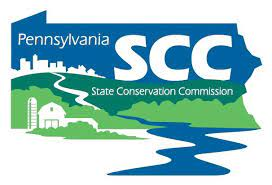 Pennsylvania
SCC
State Conservation Commission